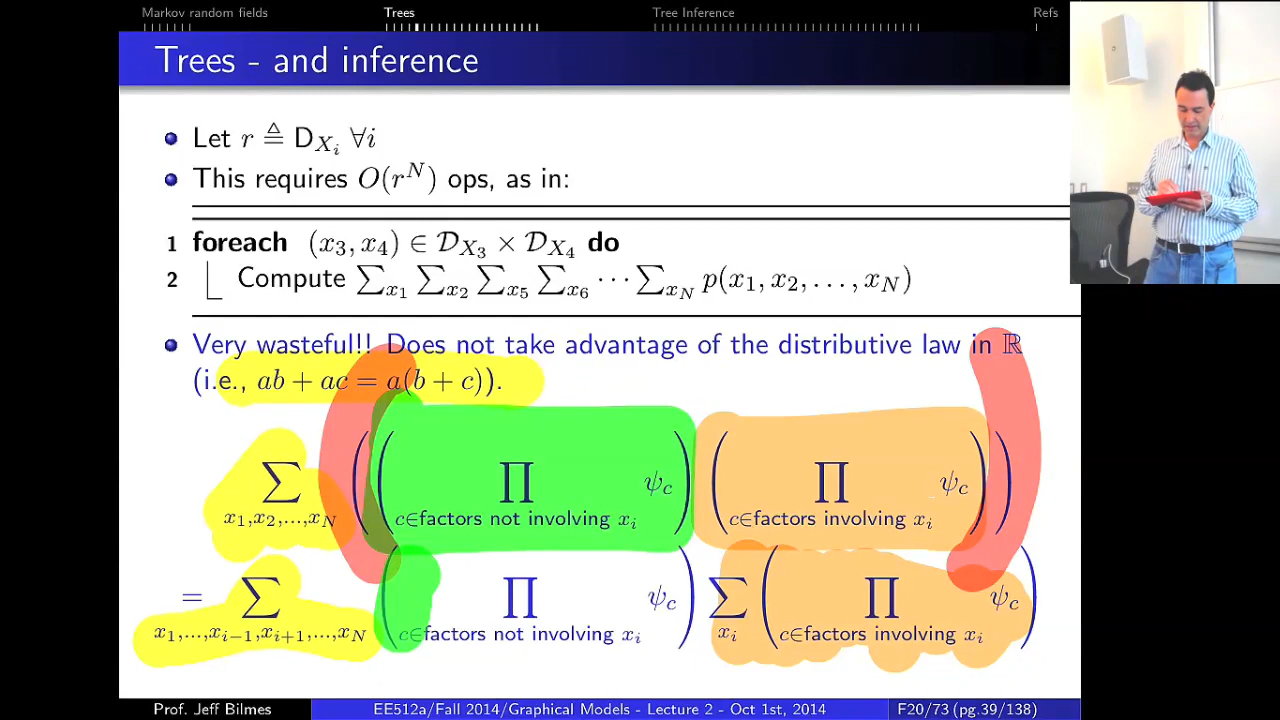 Markov random fields Trees Tree Inference Refs
Trees - and inference
Let r ≜ D_{X_i} ∀i
This requires O(r^N) ops, as in:
1 foreach (x_3, x_4) ∈ 𝒟_{X_3} × 𝒟_{X_4} do
2 Compute ∑_{x_1} ∑_{x_2} ∑_{x_5} ∑_{x_6} ⋯ ∑_{x_N} p(x_1, x_2, …, x_N)
Very wasteful!! Does not take advantage of the distributive law in ℝ
(i.e., ab + ac = a(b + c)).
∑_{x_1,x_2,…,x_N} ( ( ∏_{c∈factors not involving x_i} ψ_c ) ( ∏_{c∈factors involving x_i} ψ_c ) )
= ∑_{x_1,…,x_{i−1},x_{i+1},…,x_N} ( ∏_{c∈factors not involving x_i} ψ_c ) ∑_{x_i} ( ∏_{c∈factors involving x_i} ψ_c )
Prof. Jeff Bilmes EE512a/Fall 2014/Graphical Models - Lecture 2 - Oct 1st, 2014 F20/73 (pg.39/138)